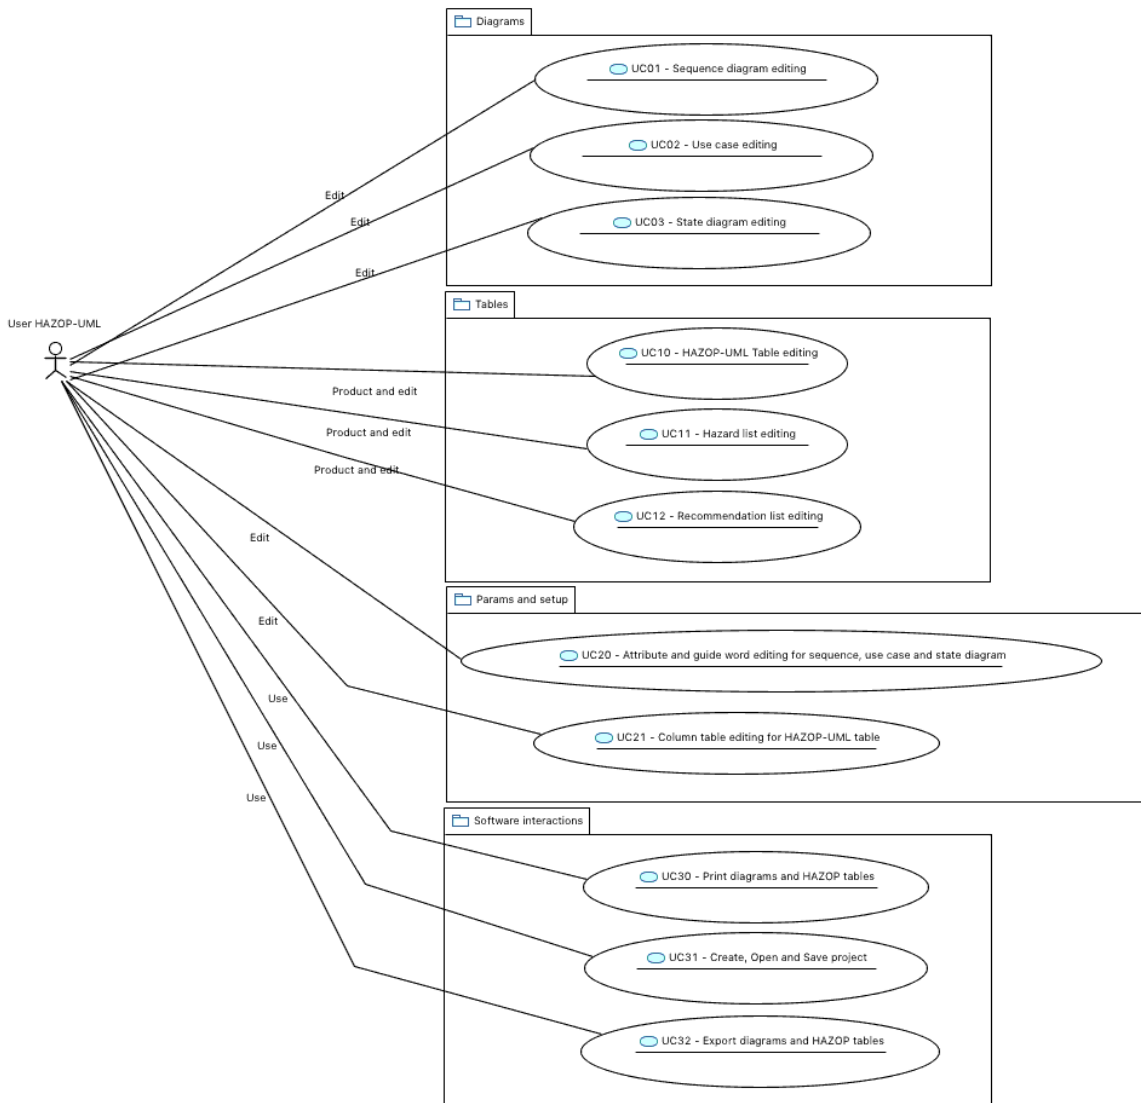 Diagrams
UC01 - Sequence diagram editing
UC02 - Use case editing
Edit
UC03 - State diagram editing
Edit
Edit
Tables
User HAZOP-UML
UC10 - HAZOP-UML Table editing
Product and edit
UC11 - Hazard list editing
Product and edit
Product and edit
UC12 - Recommendation list editing
Edit
Params and setup
Edit
UC20 - Attribute and guide word editing for sequence, use case and state diagram
Use
UC21 - Column table editing for HAZOP-UML table
Use
Use
Software interactions
UC30 - Print diagrams and HAZOP tables
UC31 - Create, Open and Save project
UC32 - Export diagrams and HAZOP tables